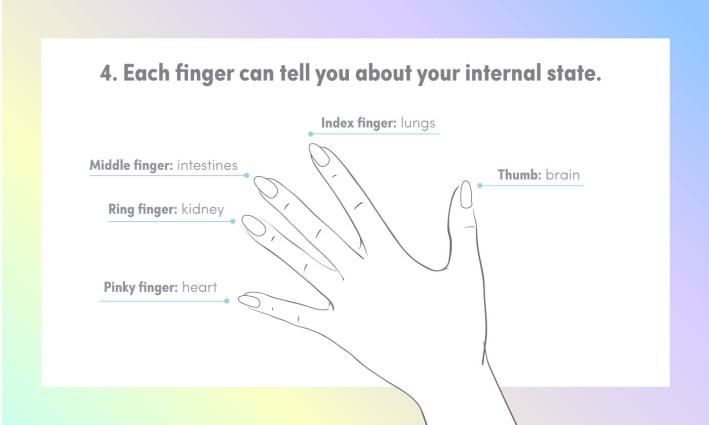 4. Each finger can tell you about your internal state.
Index finger: lungs
Middle finger: intestines
Thumb: brain
Ring finger: kidney
Pinky finger: heart